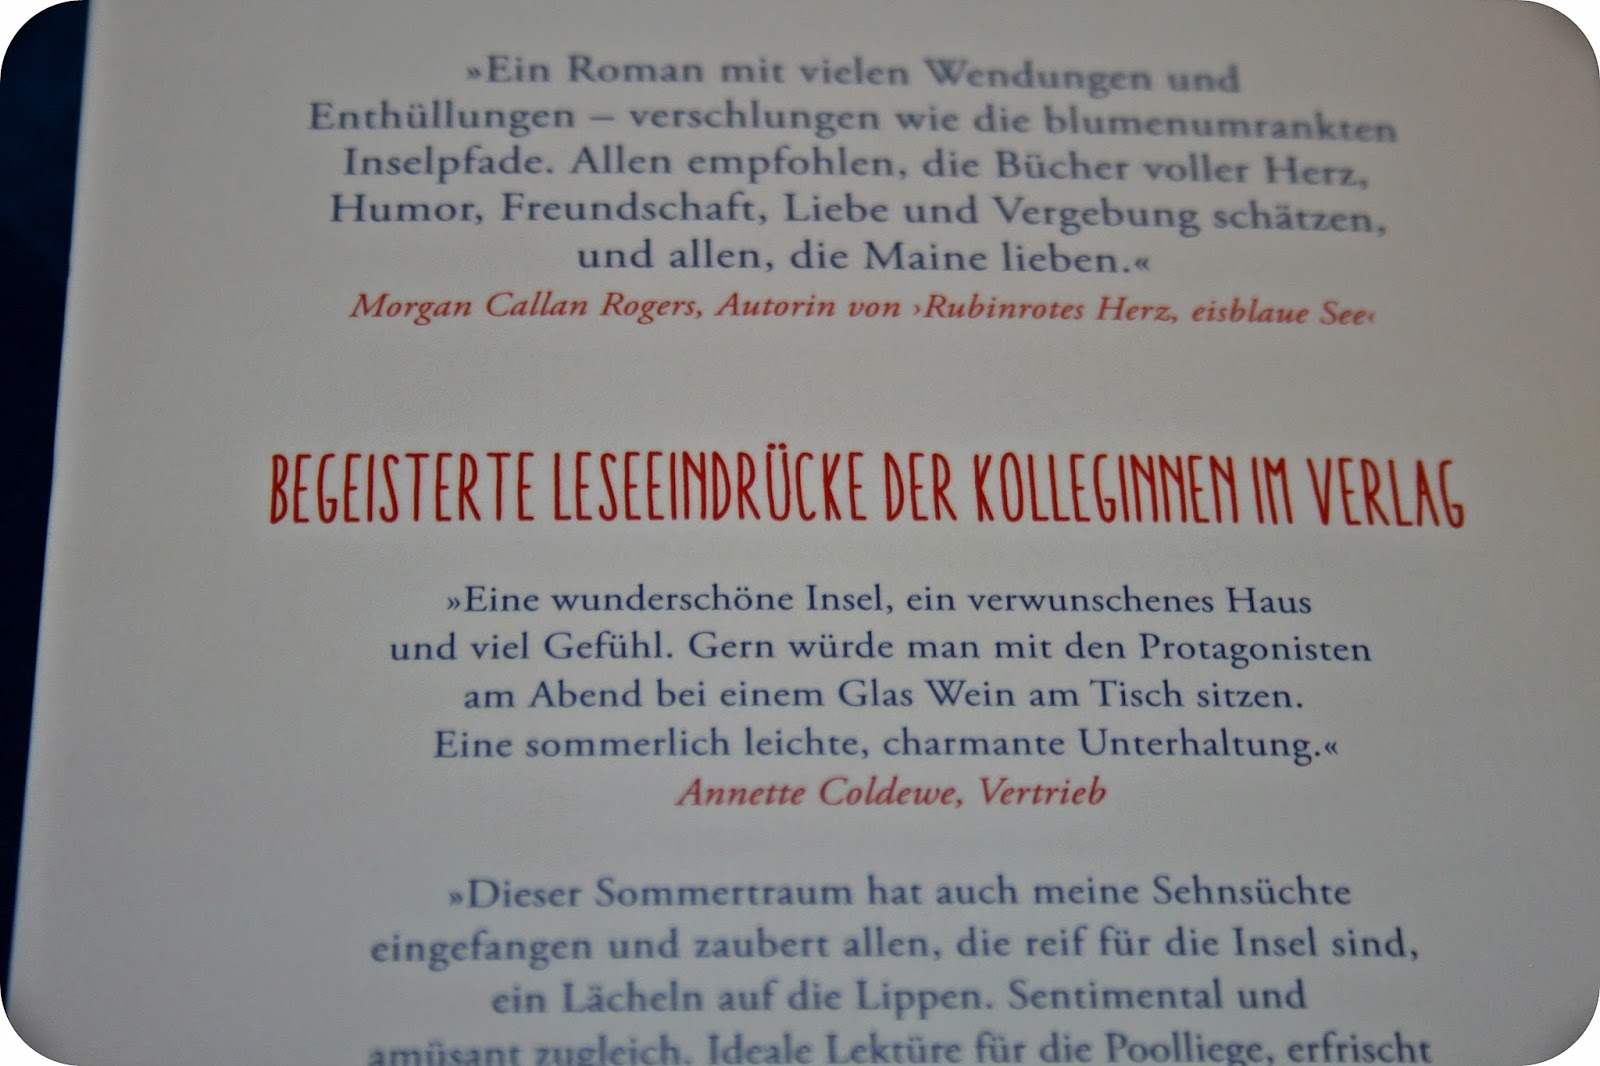 »Ein Roman mit vielen Wendungen und
Enthüllungen – verschlungen wie die blumenumrankten
Inselpfade. Allen empfohlen, die Bücher voller Herz,
Humor, Freundschaft, Liebe und Vergebung schätzen,
und allen, die Maine lieben.«
Morgan Callan Rogers, Autorin von ›Rubinrotes Herz, eisblaue See‹
BEGEISTERTE LESEEINDRÜCKE DER KOLLEGINNEN IM VERLAG
»Eine wunderschöne Insel, ein verwunschenes Haus
und viel Gefühl. Gern würde man mit den Protagonisten
am Abend bei einem Glas Wein am Tisch sitzen.
Eine sommerlich leichte, charmante Unterhaltung.«
Annette Coldewe, Vertrieb
»Dieser Sommertraum hat auch meine Sehnsüchte
eingefangen und zaubert allen, die reif für die Insel sind,
ein Lächeln auf die Lippen. Sentimental und
amüsant zugleich. Ideale Lektüre für die Poolliege, erfrischt